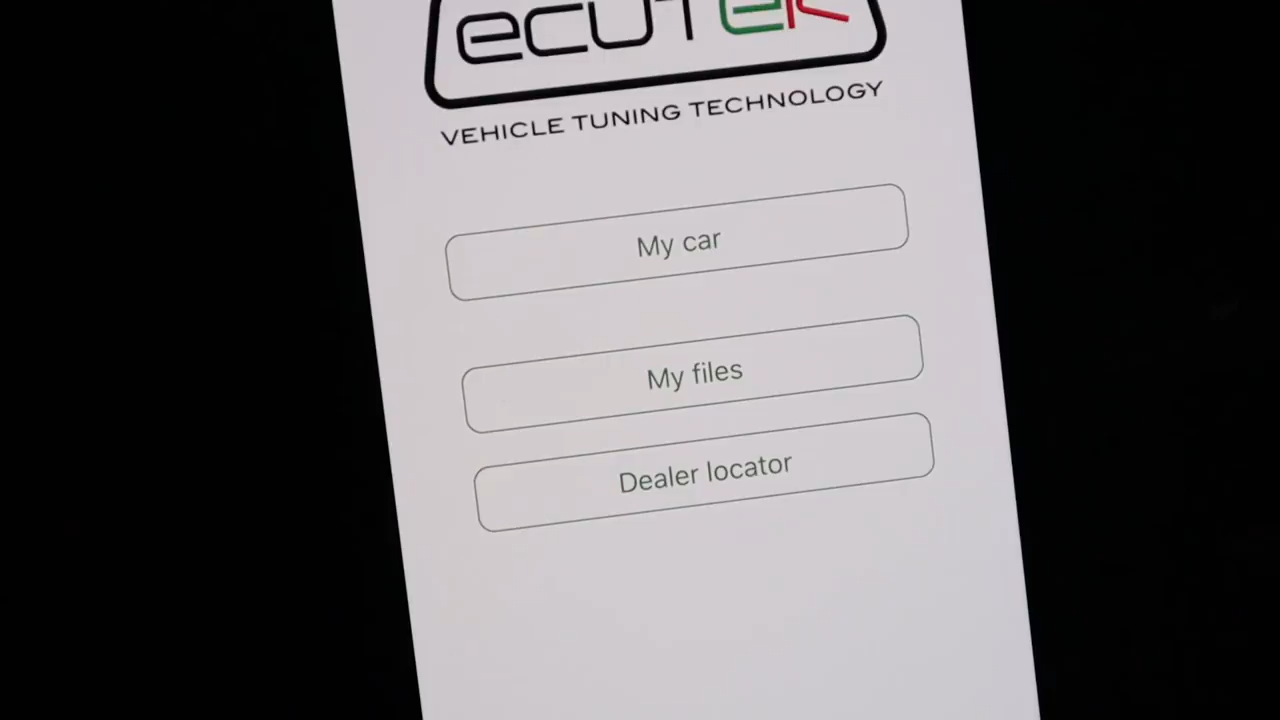 ecuTek
VEHICLE TUNING TECHNOLOGY
My car
My files
Dealer locator